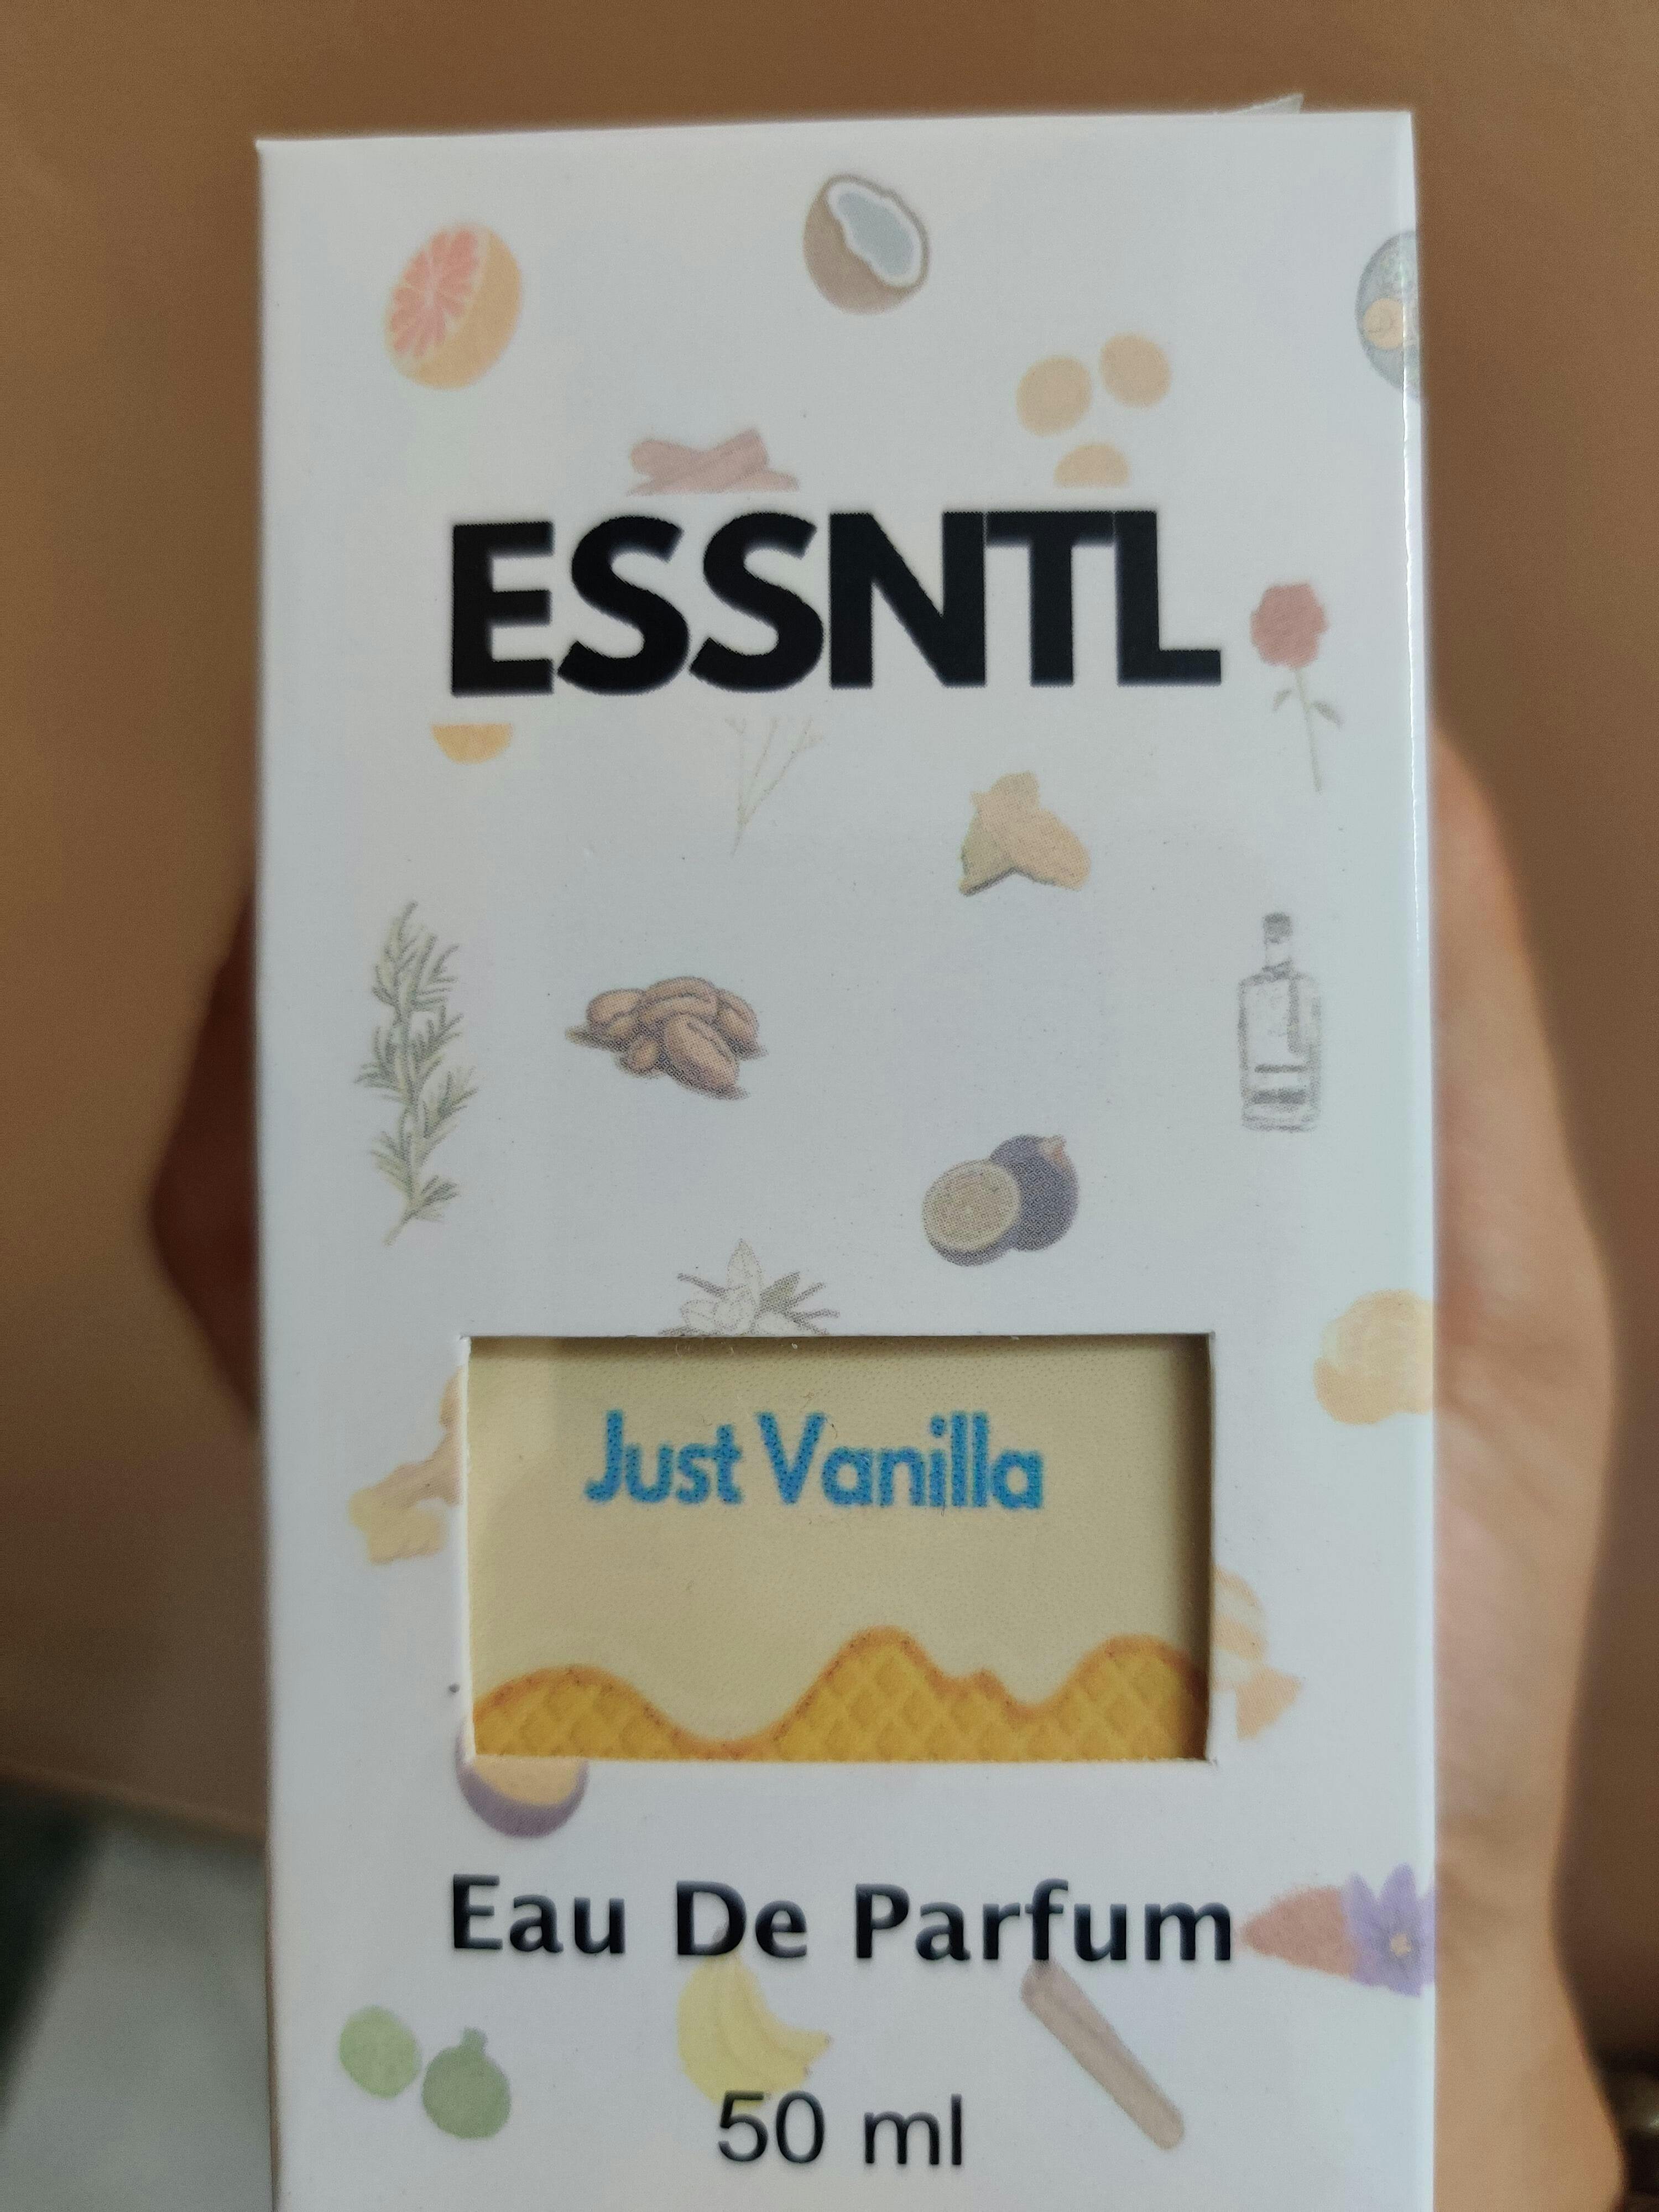 ESSNTL
Just Vanilla
Eau De Parfum
50 ml